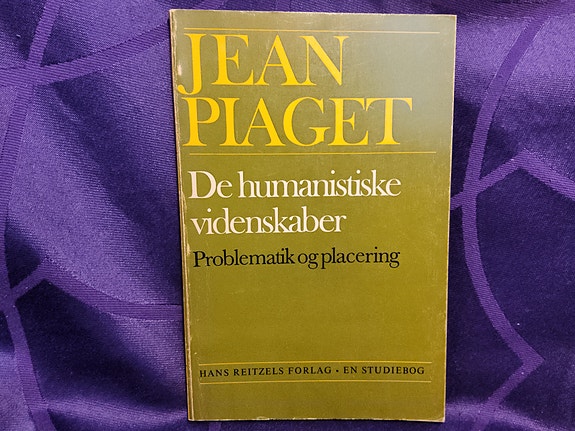 JEAN
PIAGET
De humanistiske
videnskaber
Problematik og placering
HANS REITZELS FORLAG • EN STUDIEBOG